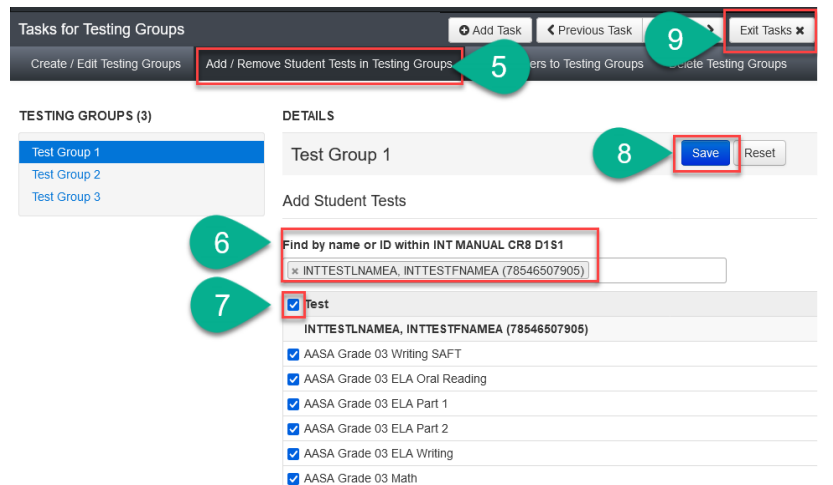 Tasks for Testing Groups
Add Task
Previous Task
9
Exit Tasks ×
Create / Edit Testing Groups
Add / Remove Student Tests in Testing Groups
5
to Testing Groups
Testing Groups
TESTING GROUPS (3)
DETAILS
Test Group 1
Test Group 2
Test Group 3
Test Group 1
8
Save
Reset
Add Student Tests
6
Find by name or ID within INT MANUAL CR8 D1S1
× INTTESTLNAMEA, INTTESTFNAMEA (78546507905)
7
Test
INTTESTLNAMEA, INTTESTFNAMEA (78546507905)
AASA Grade 03 Writing SAFT
AASA Grade 03 ELA Oral Reading
AASA Grade 03 ELA Part 1
AASA Grade 03 ELA Part 2
AASA Grade 03 ELA Writing
AASA Grade 03 Math